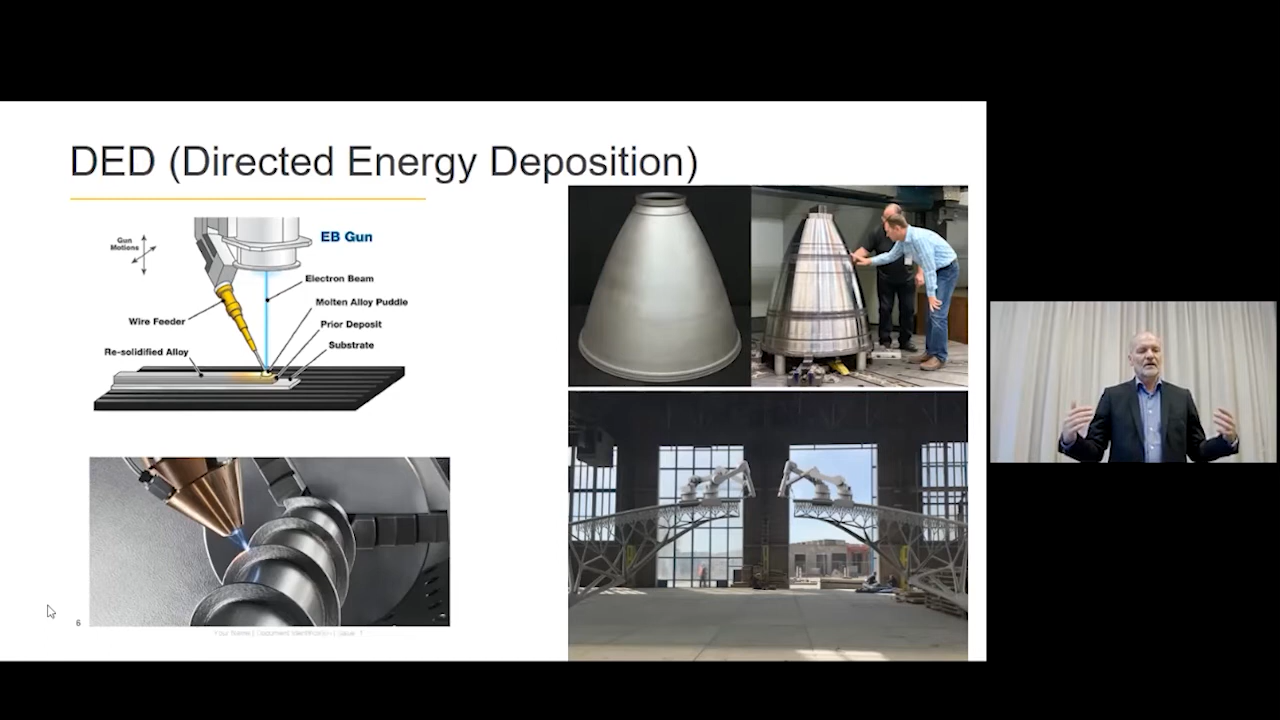 DED (Directed Energy Deposition)
Gun
Motions
EB Gun
Electron Beam
Molten Alloy Puddle
Wire Feeder
Prior Deposit
Substrate
Re-solidified Alloy
6